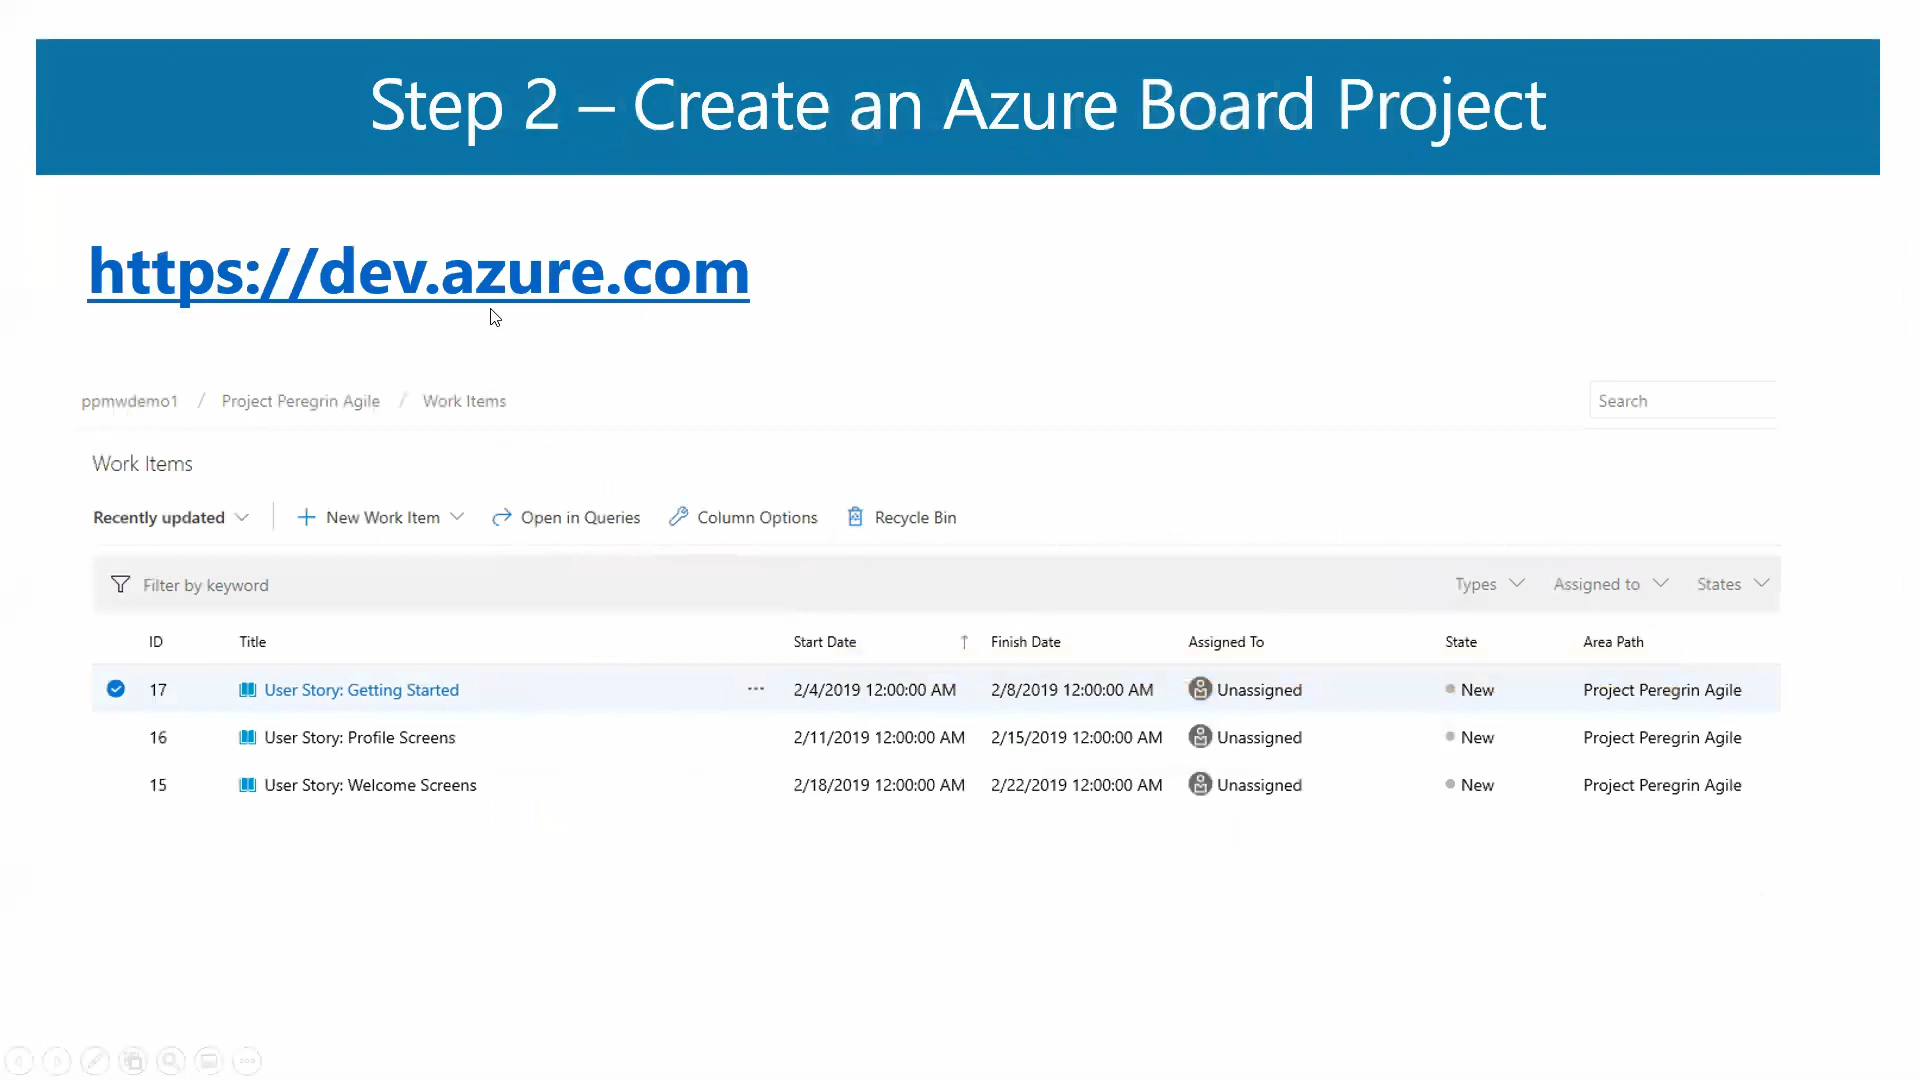 Step 2 – Create an Azure Board Project
https://dev.azure.com
ppmwdemo1 / Project Peregrin Agile / Work Items
Search
Work Items
Recently updated New Work Item Open in Queries Column Options Recycle Bin
Filter by keyword Types Assigned to States
ID Title Start Date ↑ Finish Date Assigned To State Area Path
17 User Story: Getting Started ... 2/4/2019 12:00:00 AM 2/8/2019 12:00:00 AM Unassigned New Project Peregrin Agile
16 User Story: Profile Screens 2/11/2019 12:00:00 AM 2/15/2019 12:00:00 AM Unassigned New Project Peregrin Agile
15 User Story: Welcome Screens 2/18/2019 12:00:00 AM 2/22/2019 12:00:00 AM Unassigned New Project Peregrin Agile